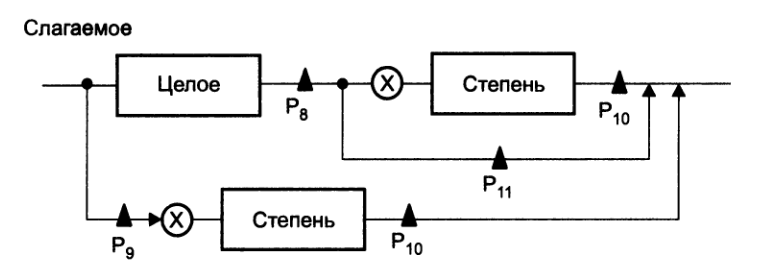 Слагаемое
Целое
P8
X
Степень
P10
P11
P9
X
Степень
P10